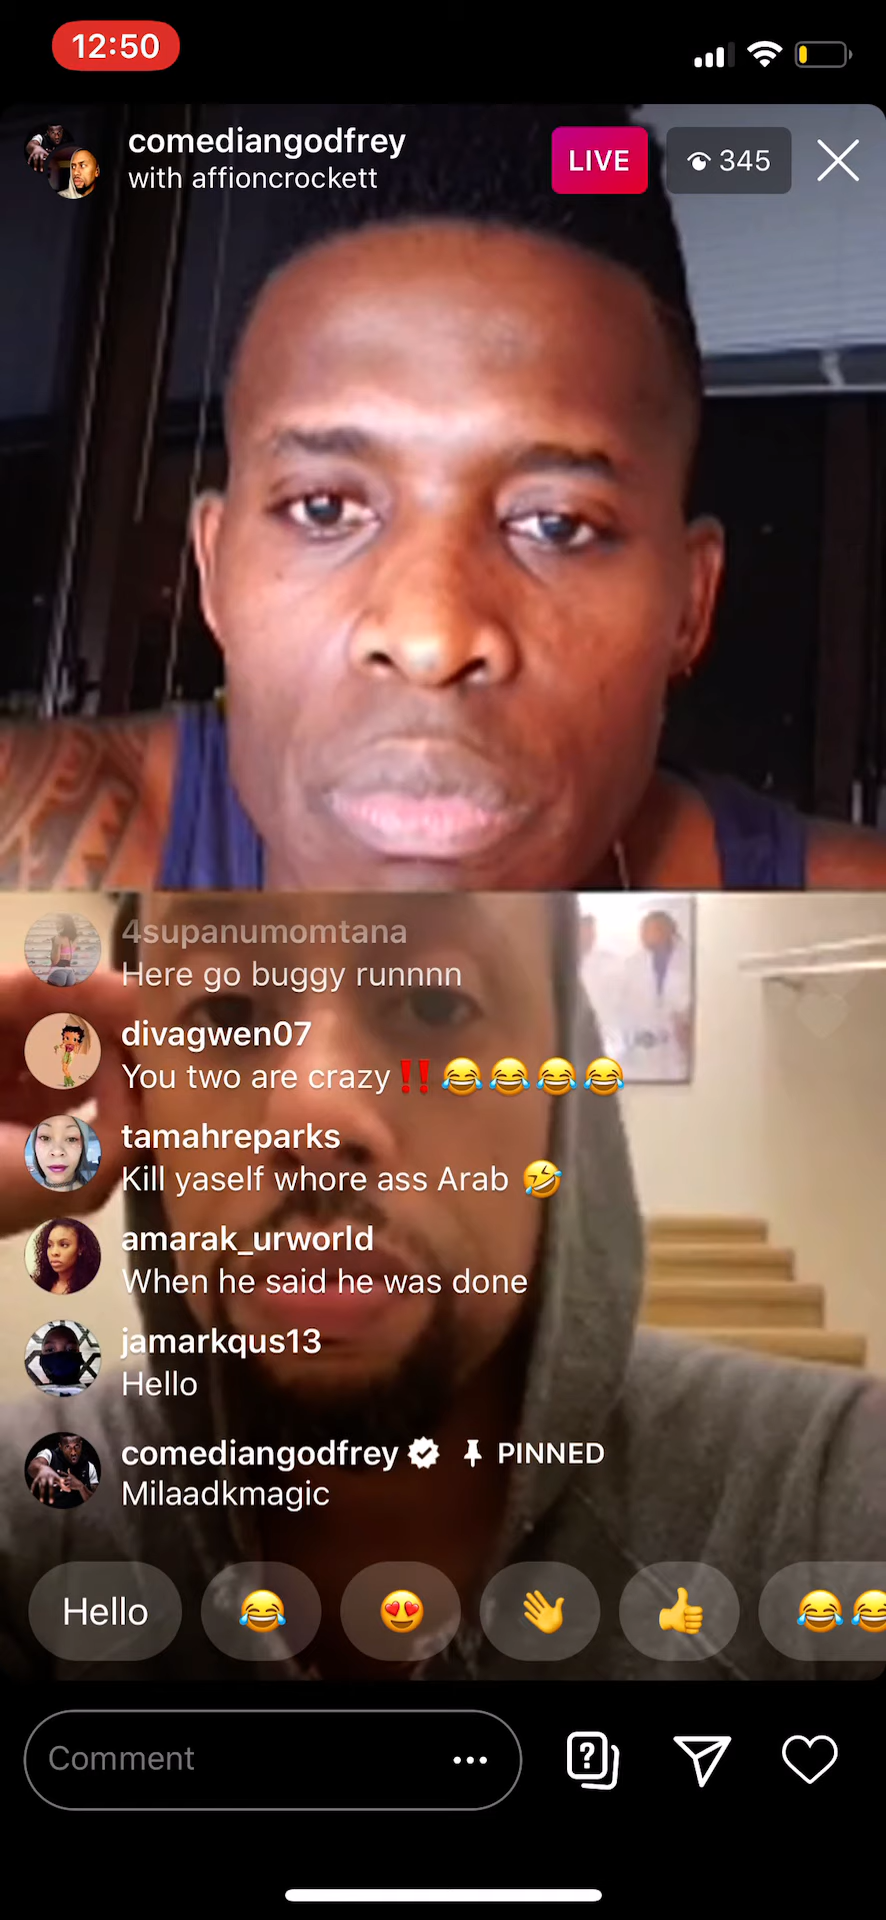 12:50
comediangodfrey
with affioncrockett
LIVE
345
4supanumomtana
Here go buggy runnnn
divagwen07
You two are crazy‼️😂😂😂😂
tamahreparks
Kill yaself whore ass Arab 🤣
amarak_urworld
When he said he was done
jamarkqus13
Hello
comediangodfrey PINNED
Milaadkmagic
Hello 😂 😍 👋 👍 😂😂
Comment